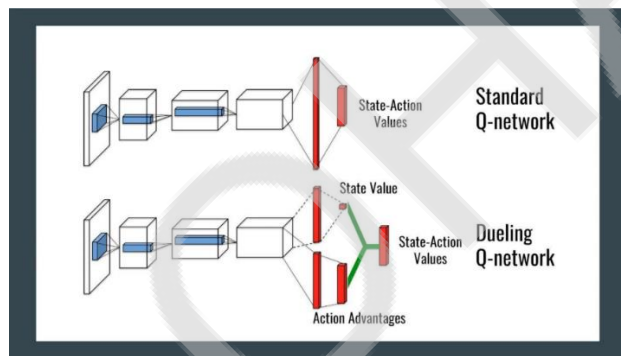 State-Action
Values
Standard
Q-network
State Value
State-Action
Values
Dueling
Q-network
Action Advantages